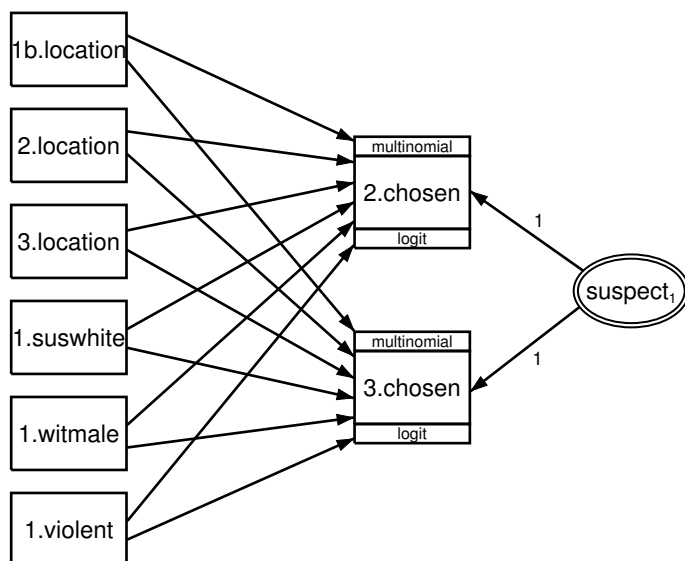 1b.location
2.location
3.location
1.suswhite
1.witmale
1.violent
multinomial
2.chosen
logit
multinomial
3.chosen
logit
1
1
suspect₁